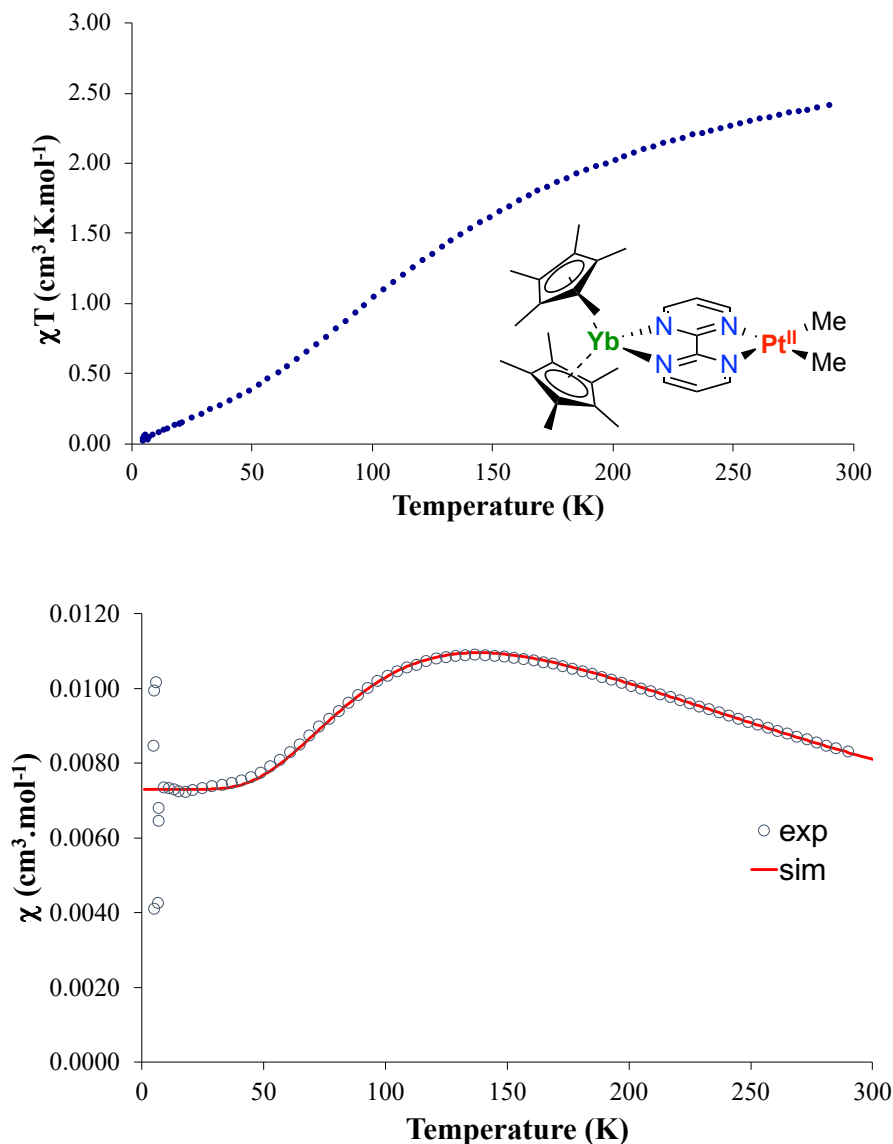 3.00
2.50
2.00
1.50
1.00
0.50
0.00
χT (cm³.K.mol⁻¹)
0 50 100 150 200 250 300
Temperature (K)
Yb N N N N Pt^II Me Me
0.0120
0.0100
0.0080
0.0060
0.0040
0.0020
0.0000
χ (cm³.mol⁻¹)
exp
sim
0 50 100 150 200 250 300
Temperature (K)